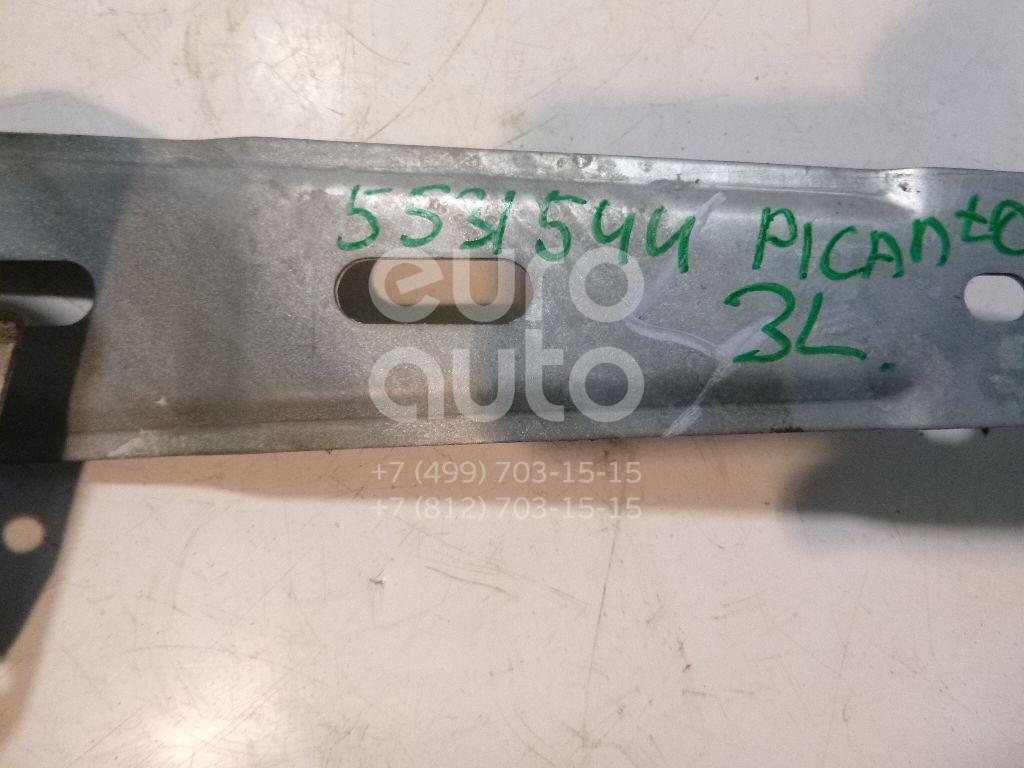 5531544 PICANTO
3L.
euro
auto
+7 (499) 703-15-15
+7 (812) 703-15-15